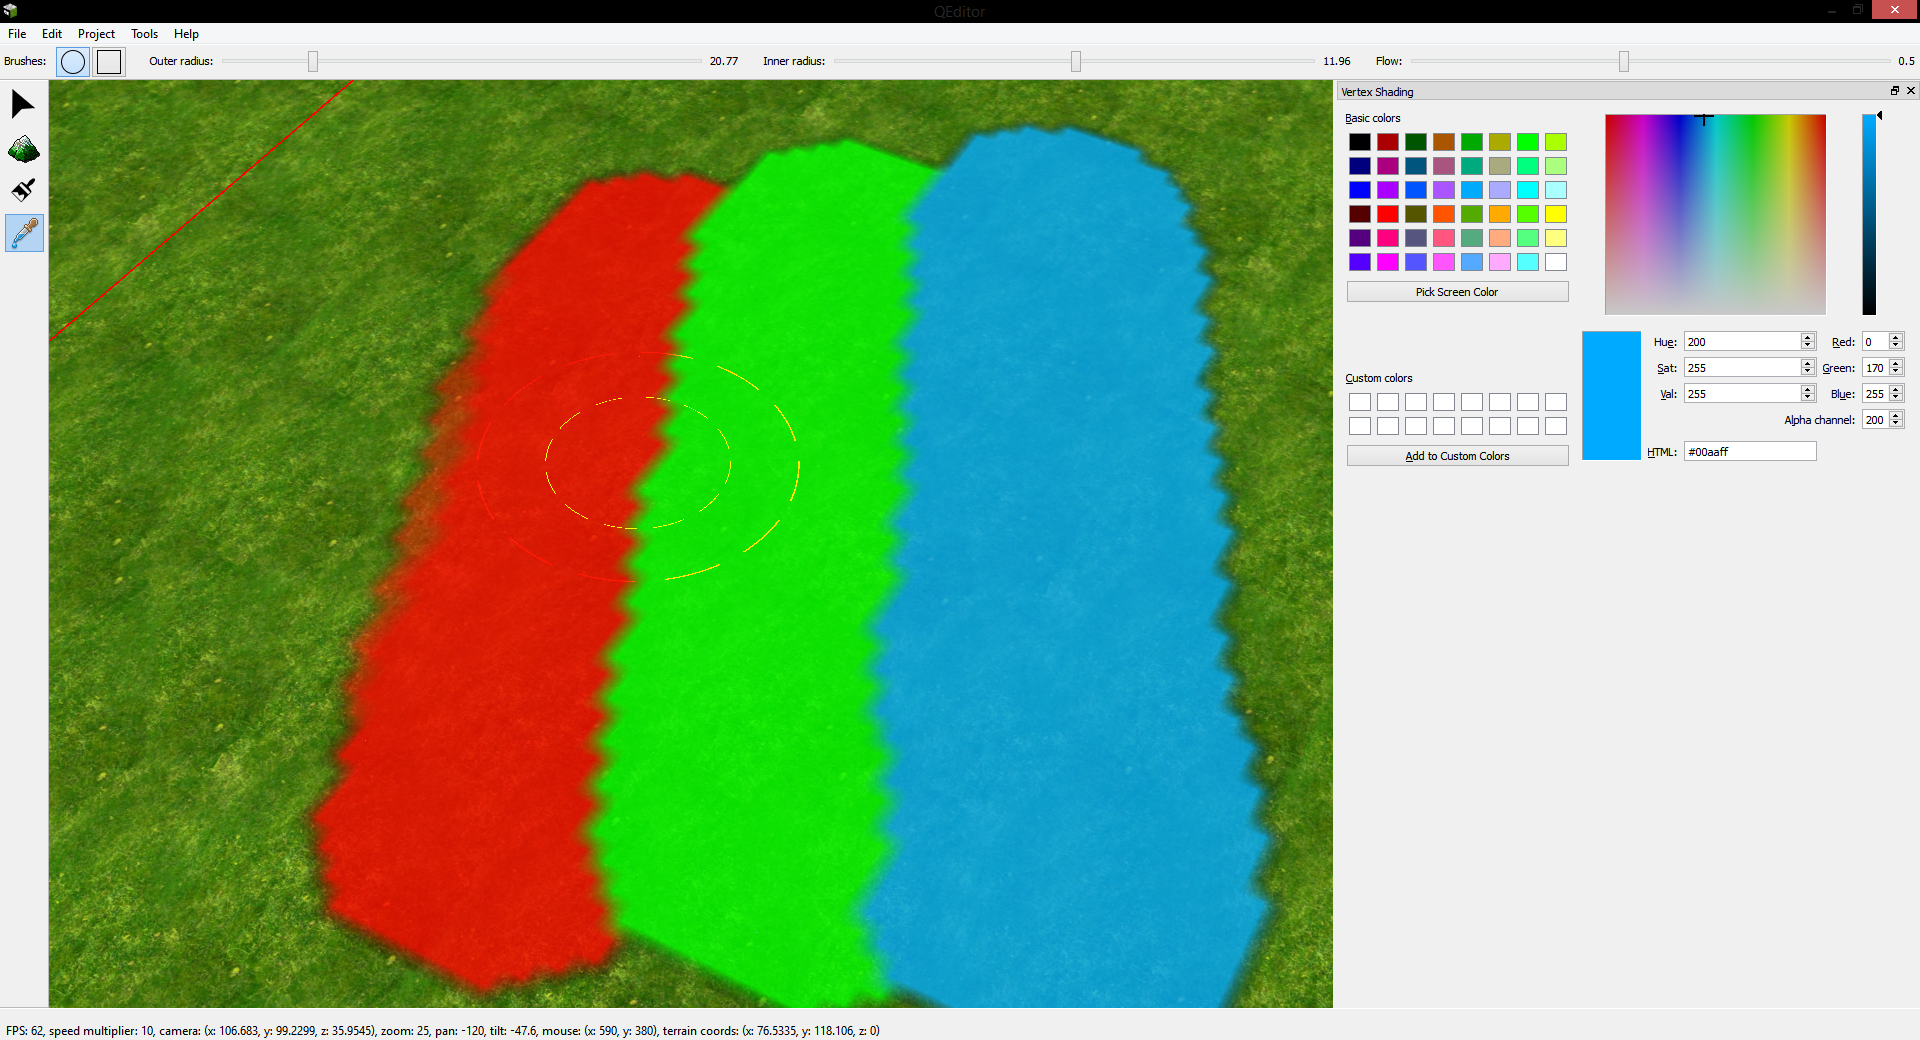 QEditor
File Edit Project Tools Help
Brushes: Outer radius: 20.77 Inner radius: 11.96 Flow: 0.5
Vertex Shading
Basic colors
Pick Screen Color
Hue: 200 Red: 0
Sat: 255 Green: 170
Val: 255 Blue: 255
Alpha channel: 200
HTML: #00aaff
Custom colors
Add to Custom Colors
FPS: 62, speed multiplier: 10, camera: (x: 106.683, y: 99.2299, z: 35.9545), zoom: 25, pan: -120, tilt: -47.6, mouse: (x: 590, y: 380), terrain coords: (x: 76.5335, y: 118.106, z: 0)